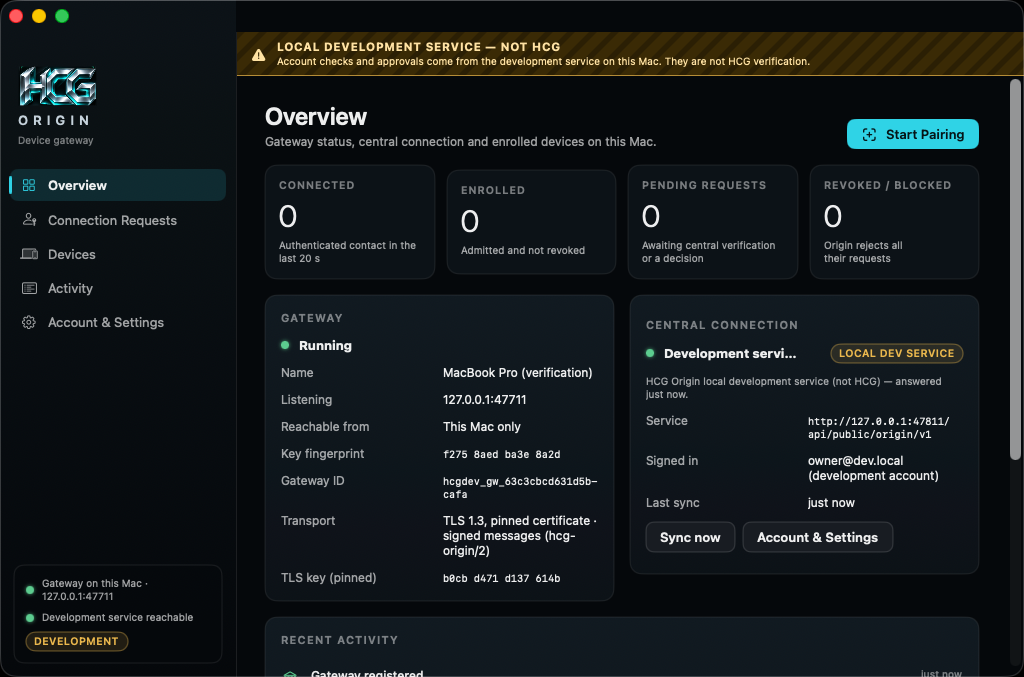 HCG
ORIGIN
Device gateway
Overview
Connection Requests
Devices
Activity
Account & Settings
Gateway on this Mac ·
127.0.0.1:47711
Development service reachable
DEVELOPMENT
LOCAL DEVELOPMENT SERVICE — NOT HCG
Account checks and approvals come from the development service on this Mac. They are not HCG verification.
Overview
Gateway status, central connection and enrolled devices on this Mac.
Start Pairing
CONNECTED
0
Authenticated contact in the
last 20 s
ENROLLED
0
Admitted and not revoked
PENDING REQUESTS
0
Awaiting central verification
or a decision
REVOKED / BLOCKED
0
Origin rejects all
their requests
GATEWAY
Running
Name MacBook Pro (verification)
Listening 127.0.0.1:47711
Reachable from This Mac only
Key fingerprint f275 8aed ba3e 8a2d
Gateway ID hcgdev_gw_63c3cbcd631d5b–
cafa
Transport TLS 1.3, pinned certificate ·
signed messages (hcg-
origin/2)
TLS key (pinned) b0cb d471 d137 614b
CENTRAL CONNECTION
Development servi... LOCAL DEV SERVICE
HCG Origin local development service (not HCG) — answered
just now.
Service http://127.0.0.1:47811/
api/public/origin/v1
Signed in owner@dev.local
(development account)
Last sync just now
Sync now Account & Settings
RECENT ACTIVITY
Gateway registered just now